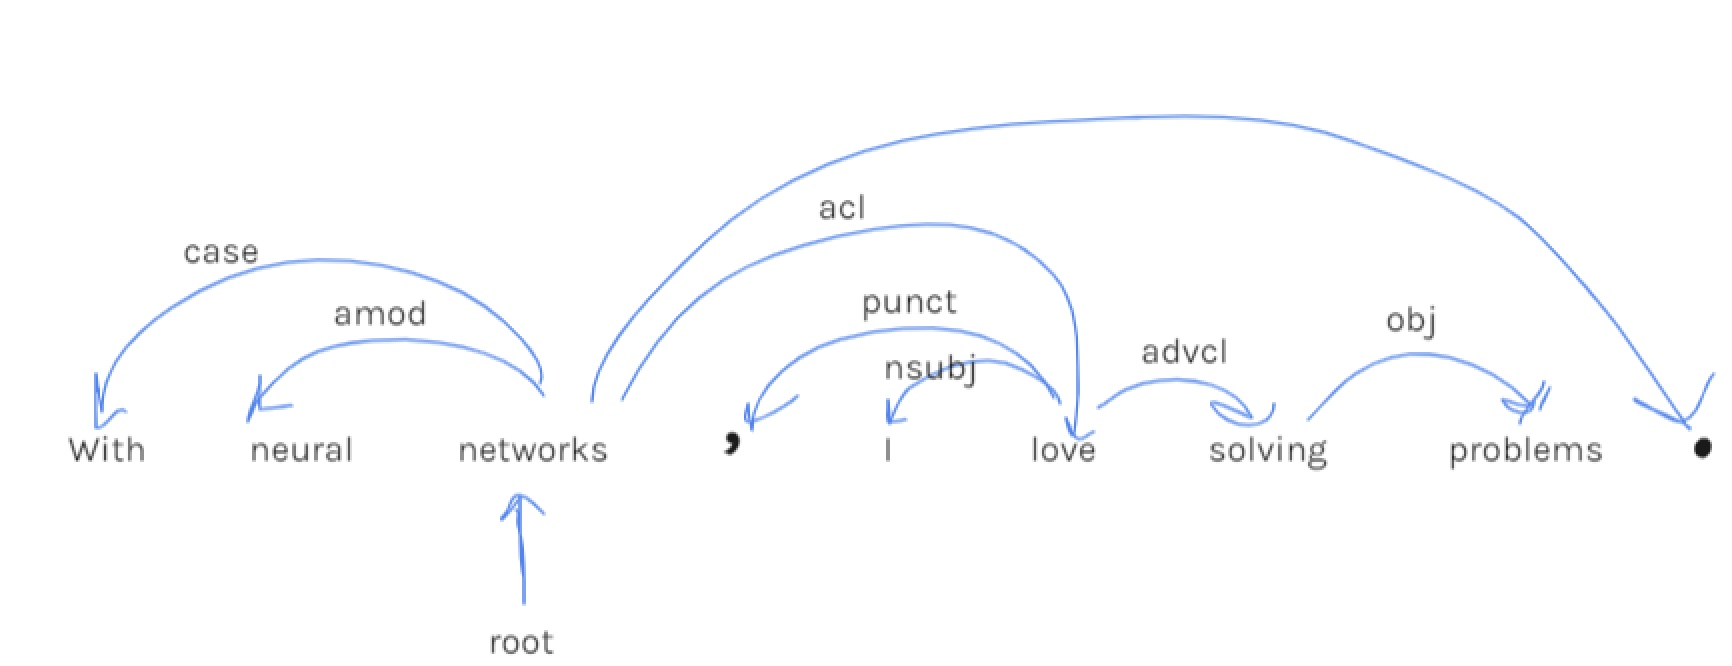 acl
case
punct
amod
obj
advcl
nsubj
With neural networks , I love solving problems .
root